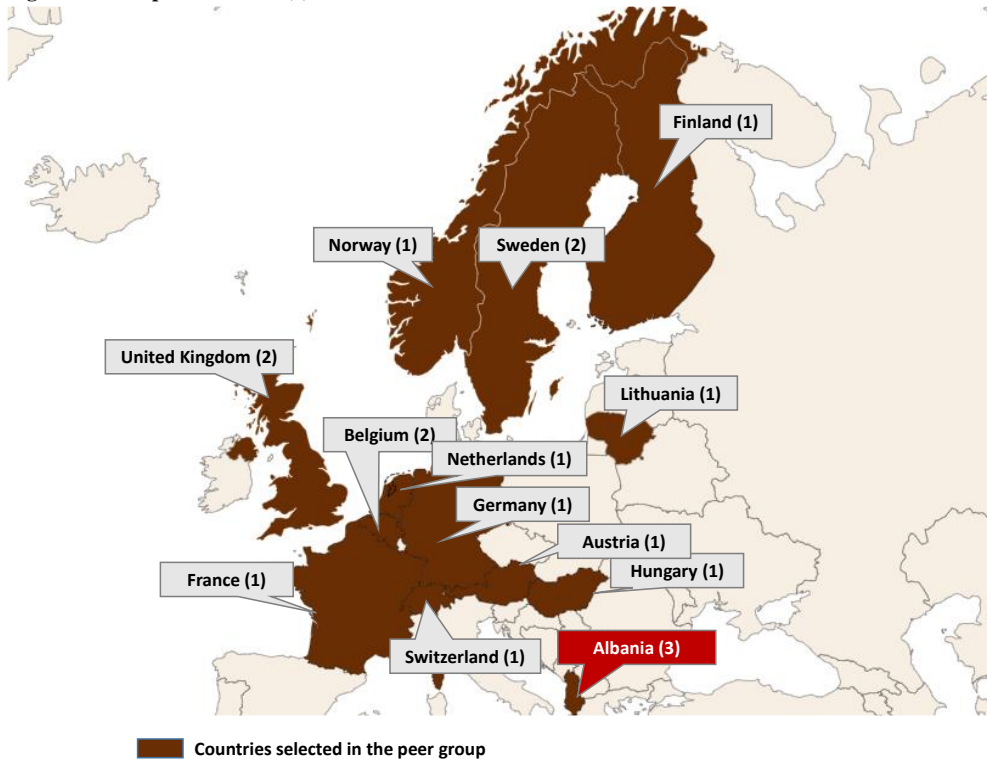 Finland (1)
Norway (1)
Sweden (2)
United Kingdom (2)
Lithuania (1)
Belgium (2)
Netherlands (1)
Germany (1)
Austria (1)
Hungary (1)
France (1)
Switzerland (1)
Albania (3)
Countries selected in the peer group